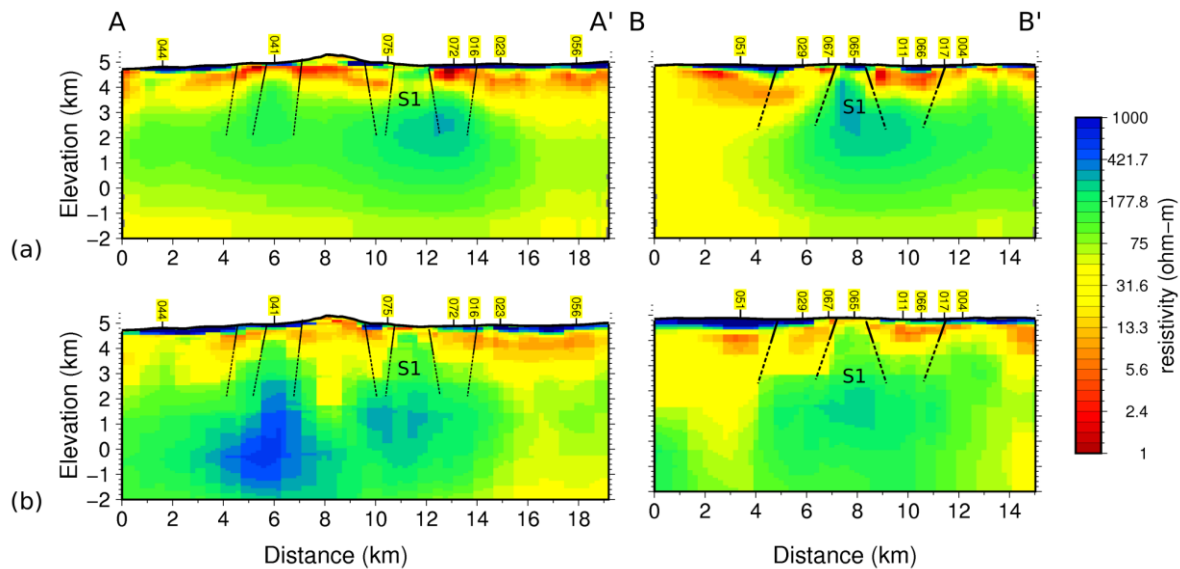 A A' B B'
044 041 075 072 016 023 056 051 029 067 065 011 066 017 004
5
4
3
2
1
0
−1
−2
Elevation (km)
S1 S1
(a)
0 2 4 6 8 10 12 14 16 18 0 2 4 6 8 10 12 14
044 041 075 072 016 023 056 051 029 067 065 011 066 017 004
5
4
3
2
1
0
−1
−2
Elevation (km)
S1 S1
(b)
0 2 4 6 8 10 12 14 16 18 0 2 4 6 8 10 12 14
Distance (km) Distance (km)
1000
421.7
177.8
75
31.6
13.3
5.6
2.4
1
resistivity (ohm−m)